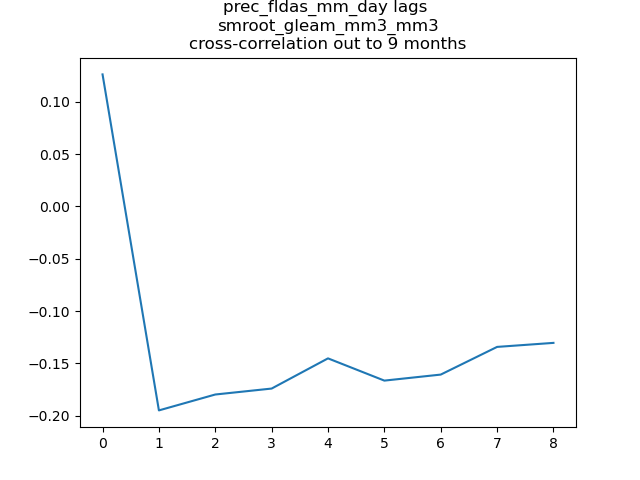 prec_fldas_mm_day lags
smroot_gleam_mm3_mm3
cross-correlation out to 9 months
0.10
0.05
0.00
−0.05
−0.10
−0.15
−0.20
0 1 2 3 4 5 6 7 8